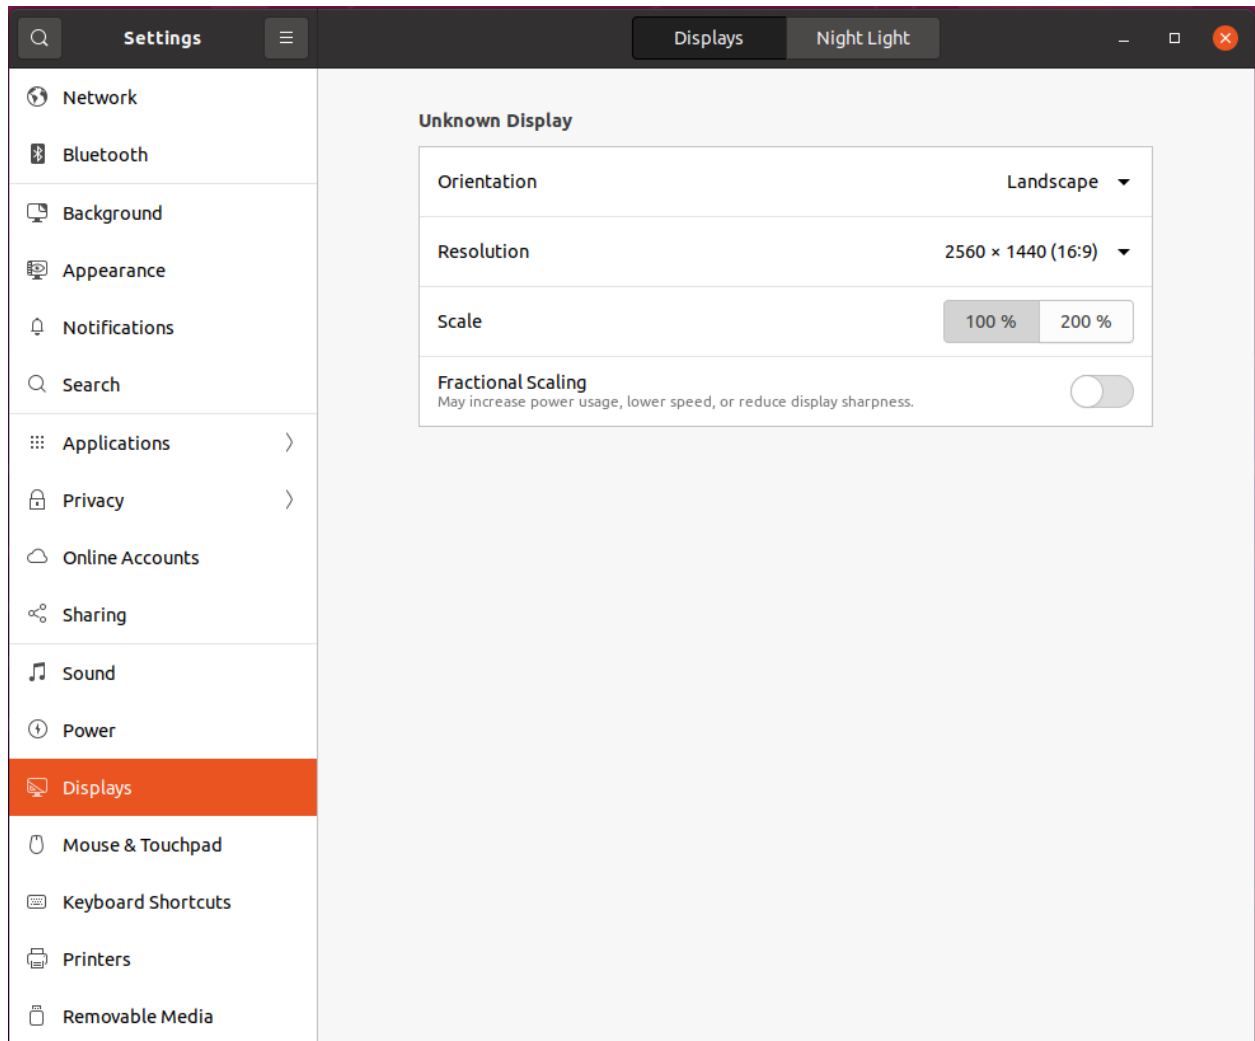 Settings
Displays
Night Light
Network
Bluetooth
Background
Appearance
Notifications
Search
Applications
Privacy
Online Accounts
Sharing
Sound
Power
Displays
Mouse & Touchpad
Keyboard Shortcuts
Printers
Removable Media
Unknown Display
Orientation
Landscape
Resolution
2560 × 1440 (16:9)
Scale
100 %
200 %
Fractional Scaling
May increase power usage, lower speed, or reduce display sharpness.